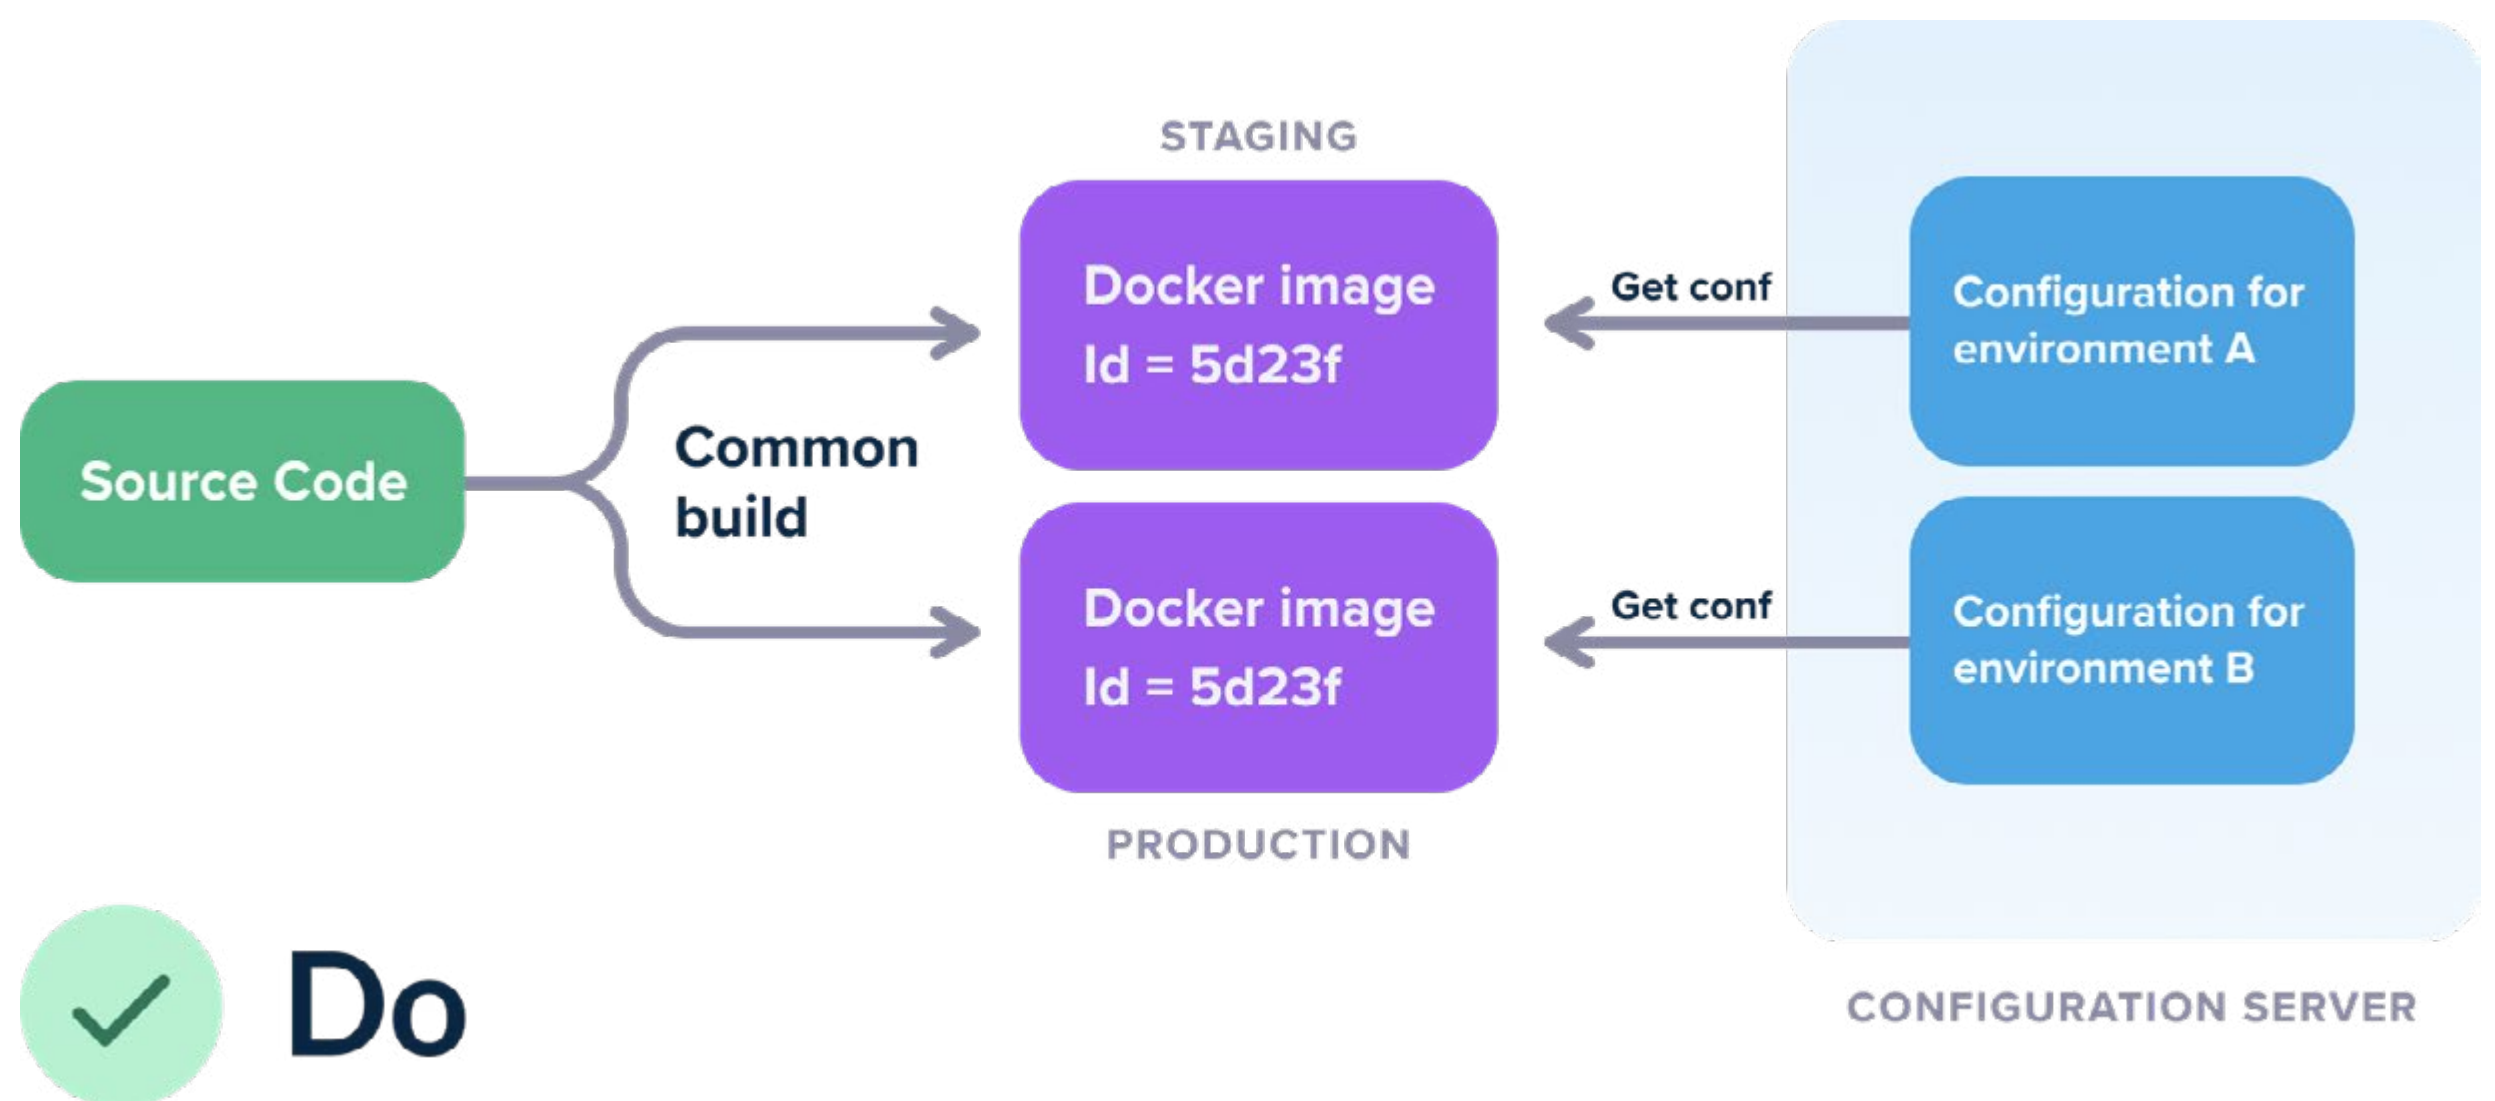 STAGING
Docker image
Id = 5d23f
Get conf
Configuration for
environment A
Source Code
Common
build
Docker image
Id = 5d23f
Get conf
Configuration for
environment B
PRODUCTION
Do
CONFIGURATION SERVER